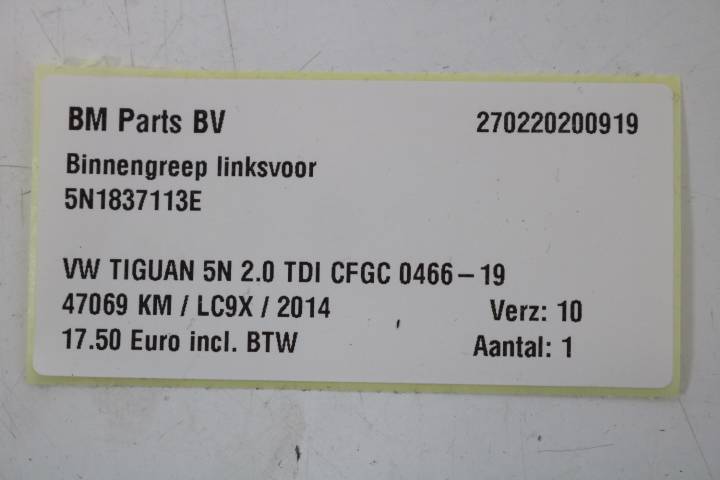 BM Parts BV 270220200919
Binnengreep linksvoor
5N1837113E
VW TIGUAN 5N 2.0 TDI CFGC 0466-19
47069 KM / LC9X / 2014 Verz: 10
17.50 Euro incl. BTW Aantal: 1